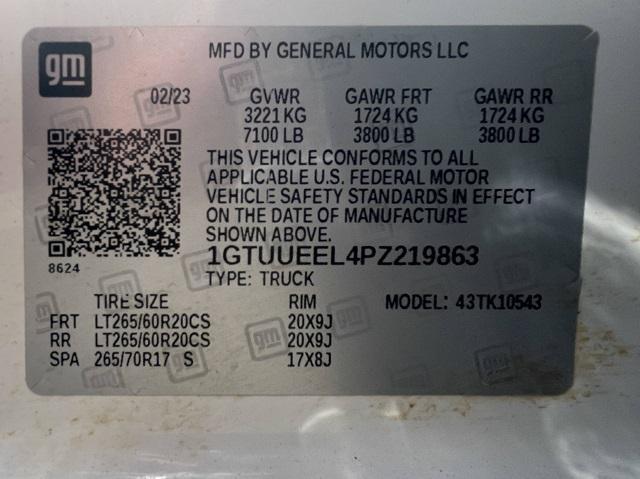 gm
MFD BY GENERAL MOTORS LLC
02/23 GVWR GAWR FRT GAWR RR
3221 KG 1724 KG 1724 KG
7100 LB 3800 LB 3800 LB
THIS VEHICLE CONFORMS TO ALL
APPLICABLE U.S. FEDERAL MOTOR
VEHICLE SAFETY STANDARDS IN EFFECT
ON THE DATE OF MANUFACTURE
SHOWN ABOVE.
8624
1GTUUEEL4PZ219863
TYPE: TRUCK
TIRE SIZE RIM MODEL: 43TK10543
FRT LT265/60R20CS 20X9J
RR LT265/60R20CS 20X9J
SPA 265/70R17 S 17X8J